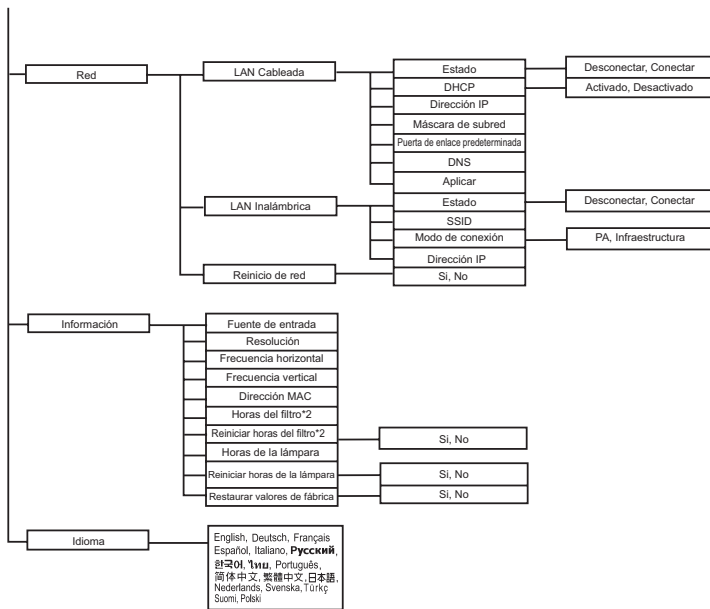 Red
LAN Cableada
Estado
Desconectar, Conectar
DHCP
Activado, Desactivado
Dirección IP
Máscara de subred
Puerta de enlace predeterminada
DNS
Aplicar
LAN Inalámbrica
Estado
Desconectar, Conectar
SSID
Modo de conexión
PA, Infraestructura
Dirección IP
Reinicio de red
Si, No
Información
Fuente de entrada
Resolución
Frecuencia horizontal
Frecuencia vertical
Dirección MAC
Horas del filtro*2
Reiniciar horas del filtro*2
Si, No
Horas de la lámpara
Reiniciar horas de la lámpara
Si, No
Restaurar valores de fábrica
Si, No
Idioma
English, Deutsch, Français
Español, Italiano, Русский,
한국어, ไทย, Português,
简体中文, 繁體中文, 日本語,
Nederlands, Svenska, Türkç
Suomi, Polski